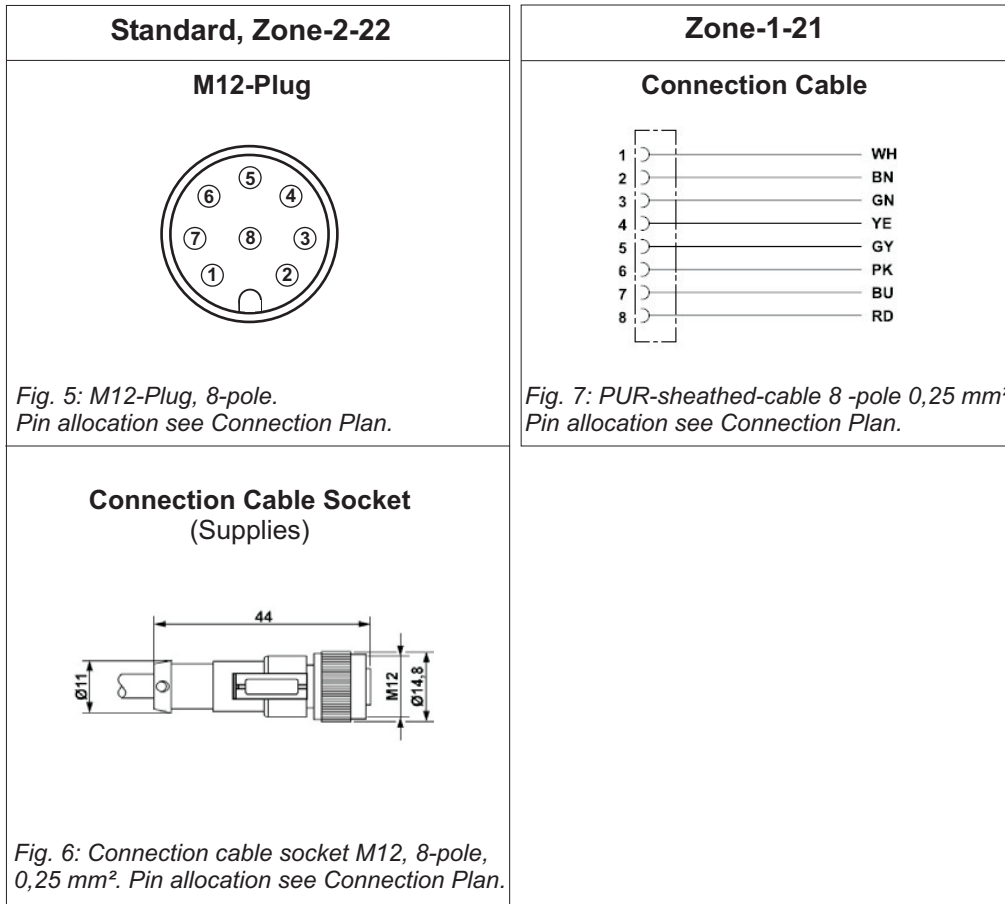 Standard, Zone-2-22
M12-Plug
5
6
4
7
8
3
1
2
Fig. 5: M12-Plug, 8-pole.
Pin allocation see Connection Plan.
Connection Cable Socket
(Supplies)
44
Ø11
M12
Ø14,8
Fig. 6: Connection cable socket M12, 8-pole,
0,25 mm². Pin allocation see Connection Plan.
Zone-1-21
Connection Cable
1 WH
2 BN
3 GN
4 YE
5 GY
6 PK
7 BU
8 RD
Fig. 7: PUR-sheathed-cable 8 -pole 0,25 mm²
Pin allocation see Connection Plan.